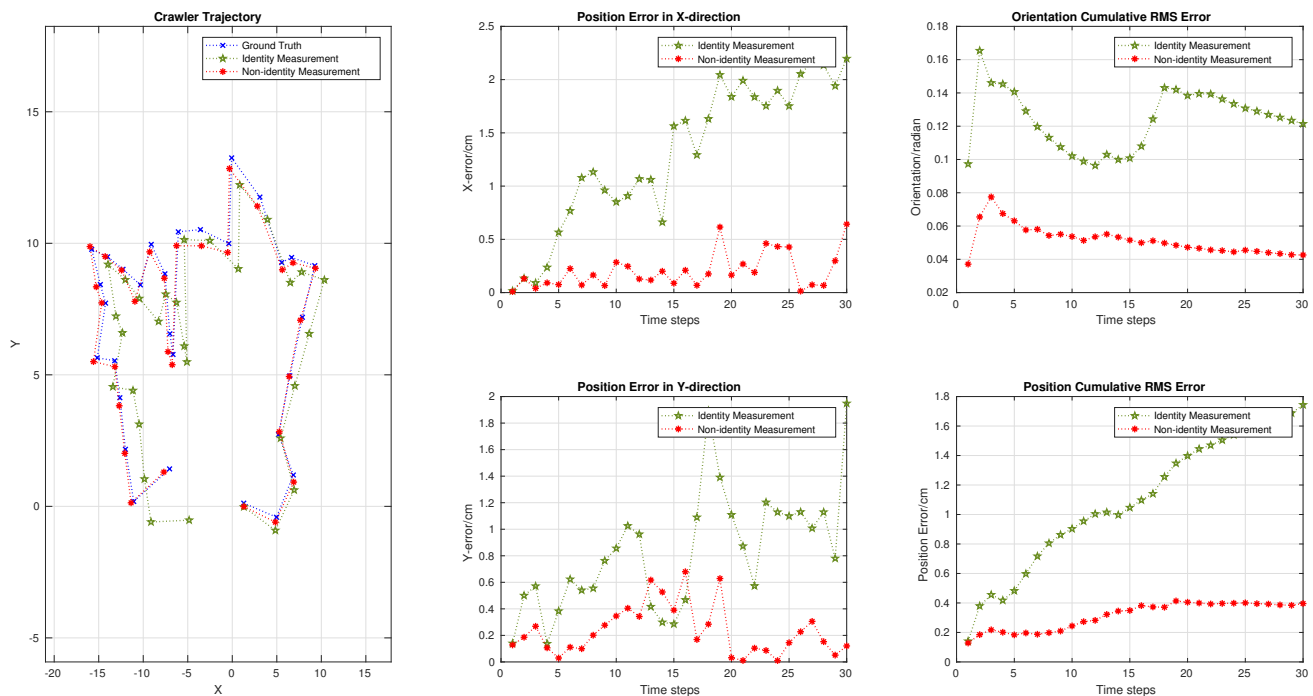 Crawler Trajectory
Ground Truth
Identity Measurement
Non-identity Measurement
15
10
5
0
-5
Y
-20 -15 -10 -5 0 5 10 15
X
Position Error in X-direction
Identity Measurement
Non-identity Measurement
2.5
2
1.5
1
0.5
0
X-error/cm
0 5 10 15 20 25 30
Time steps
Orientation Cumulative RMS Error
Identity Measurement
Non-identity Measurement
0.18
0.16
0.14
0.12
0.1
0.08
0.06
0.04
0.02
Orientation/radian
0 5 10 15 20 25 30
Time steps
Position Error in Y-direction
Identity Measurement
Non-identity Measurement
2
1.8
1.6
1.4
1.2
1
0.8
0.6
0.4
0.2
0
Y-error/cm
0 5 10 15 20 25 30
Time steps
Position Cumulative RMS Error
Identity Measurement
Non-identity Measurement
1.8
1.6
1.4
1.2
1
0.8
0.6
0.4
0.2
0
Position Error/cm
0 5 10 15 20 25 30
Time steps